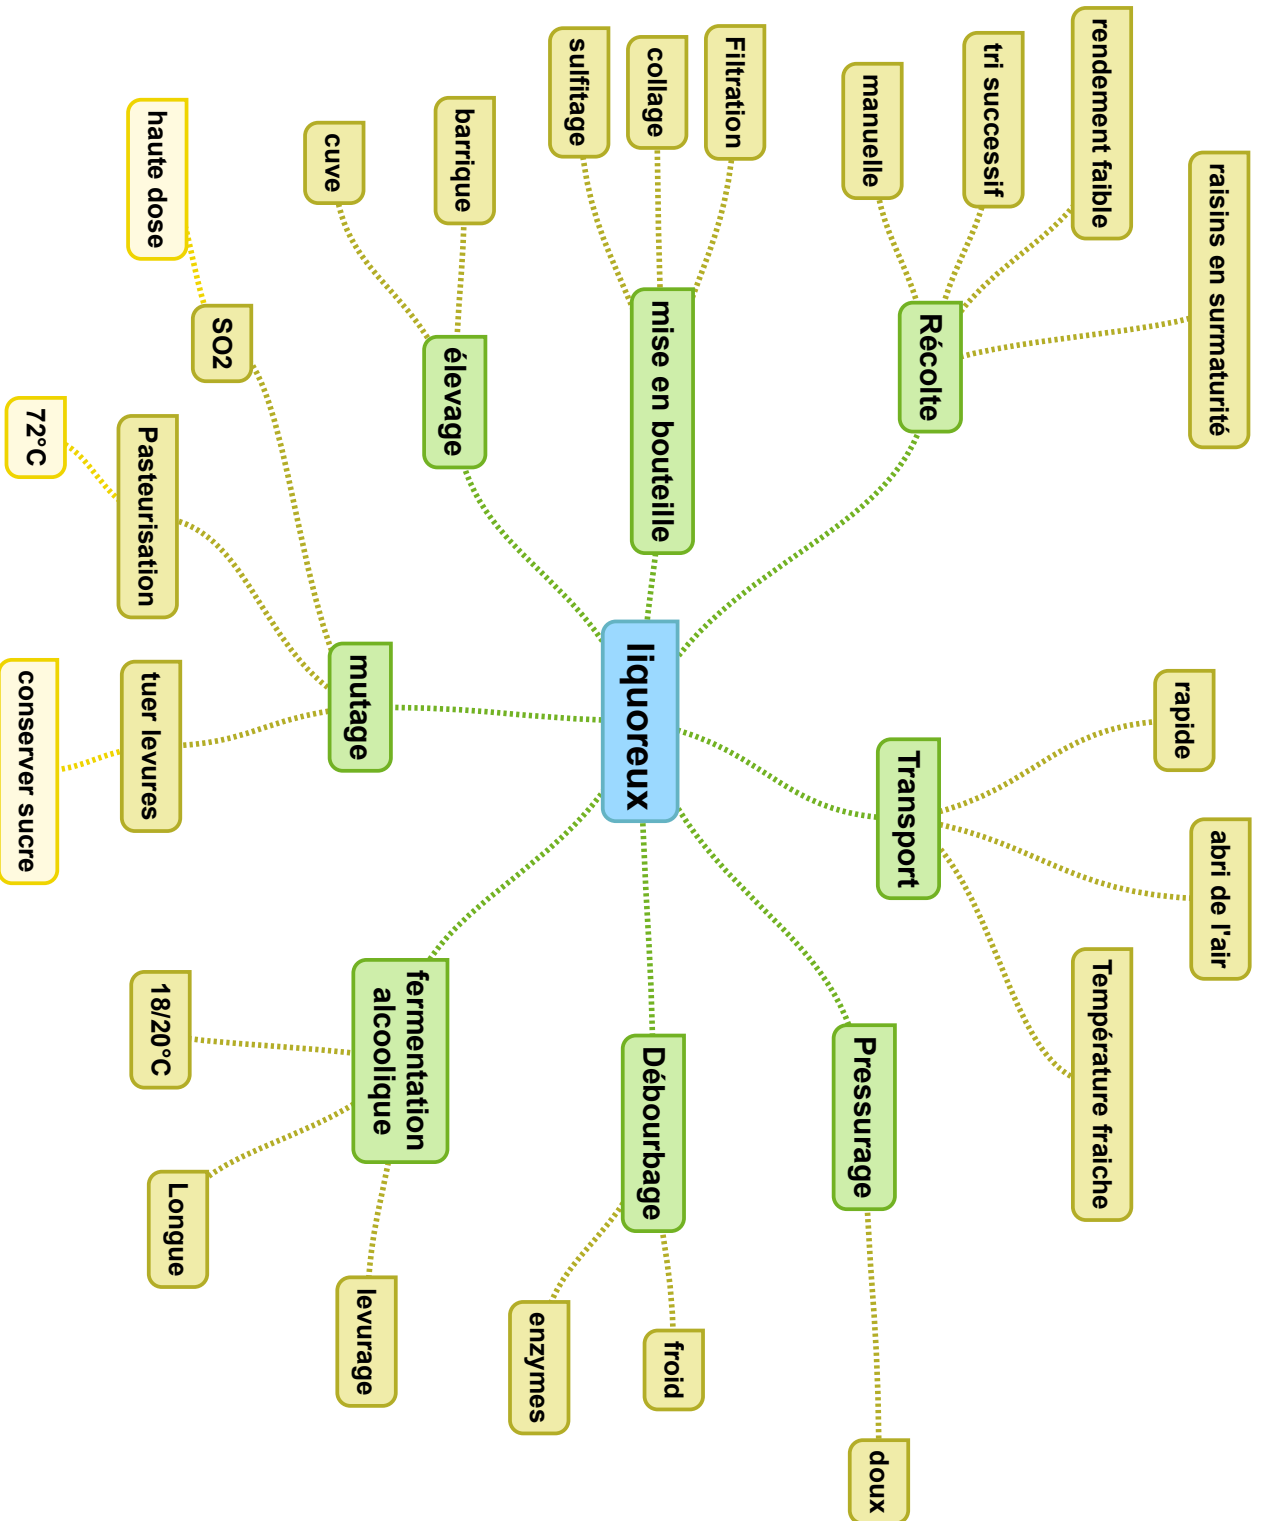 raisins en surmaturité
rendement faible
tri successif
manuelle
Récolte
Filtration
collage
sulfitage
mise en bouteille
barrique
cuve
élevage
haute dose
SO2
72°C
Pasteurisation
conserver sucre
tuer levures
mutage
liquoreux
rapide
abri de l'air
Température fraiche
Transport
Pressurage
doux
Débourbage
froid
enzymes
fermentation
alcoolique
18/20°C
Longue
levurage